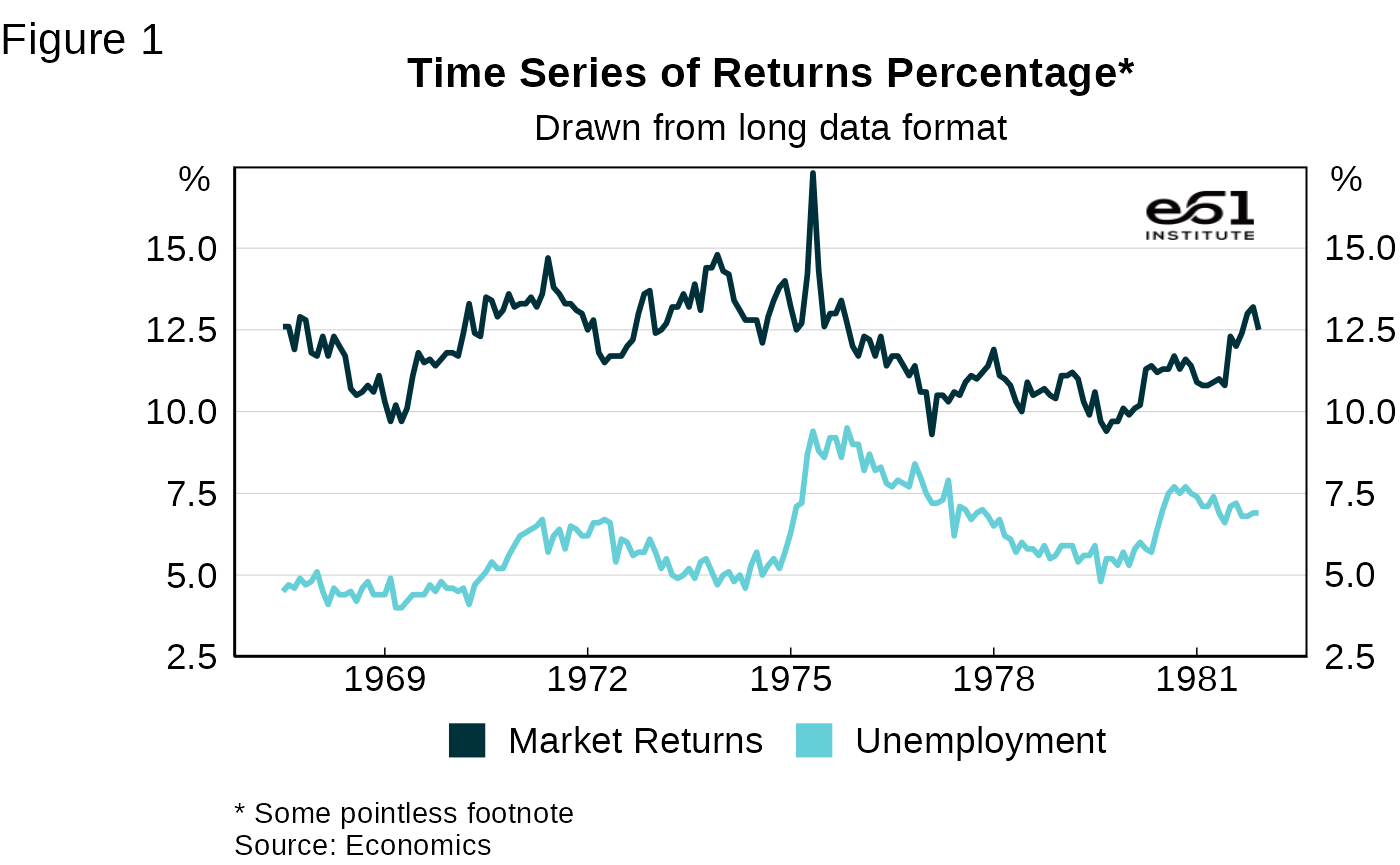 Figure 1
Time Series of Returns Percentage*
Drawn from long data format
% %
e61
INSTITUTE
15.0 15.0
12.5 12.5
10.0 10.0
7.5 7.5
5.0 5.0
2.5 2.5
1969 1972 1975 1978 1981
Market Returns Unemployment
* Some pointless footnote
Source: Economics